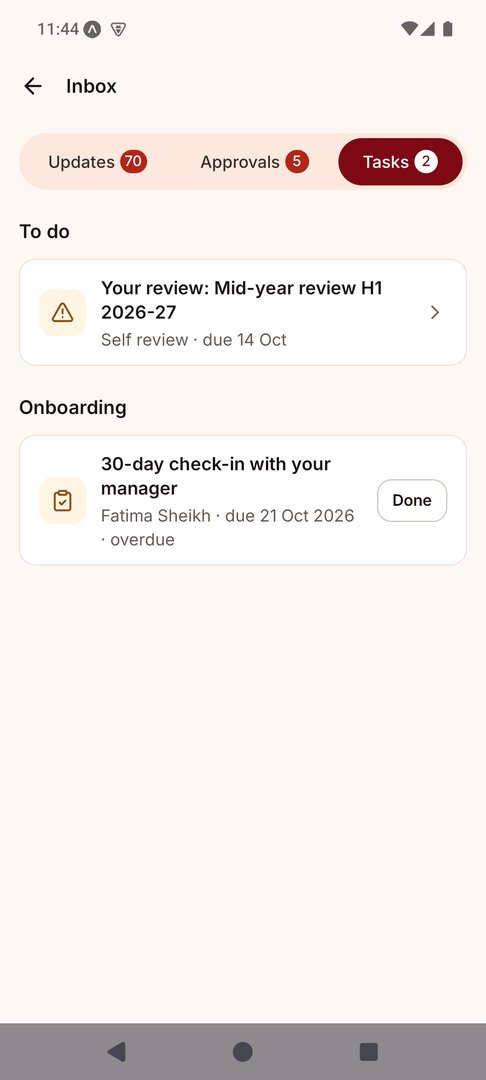 11:44
Inbox
Updates 70
Approvals 5
Tasks 2
To do
Your review: Mid-year review H1
2026-27
Self review · due 14 Oct
Onboarding
30-day check-in with your
manager
Fatima Sheikh · due 21 Oct 2026
· overdue
Done